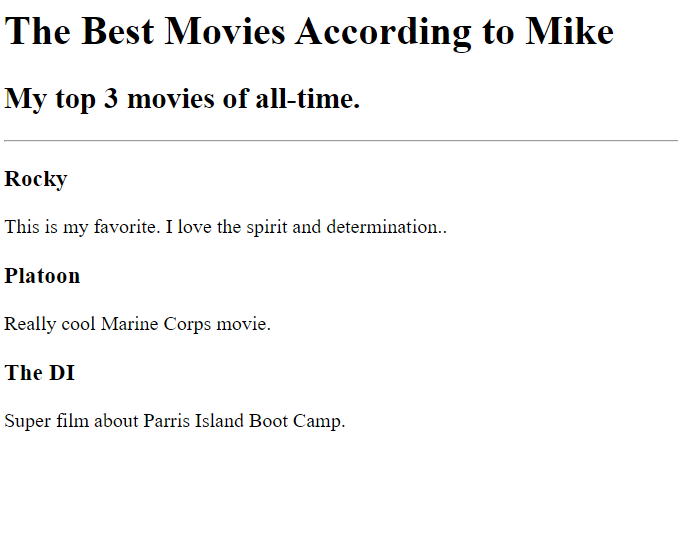 The Best Movies According to Mike
My top 3 movies of all-time.
Rocky
This is my favorite. I love the spirit and determination..
Platoon
Really cool Marine Corps movie.
The DI
Super film about Parris Island Boot Camp.